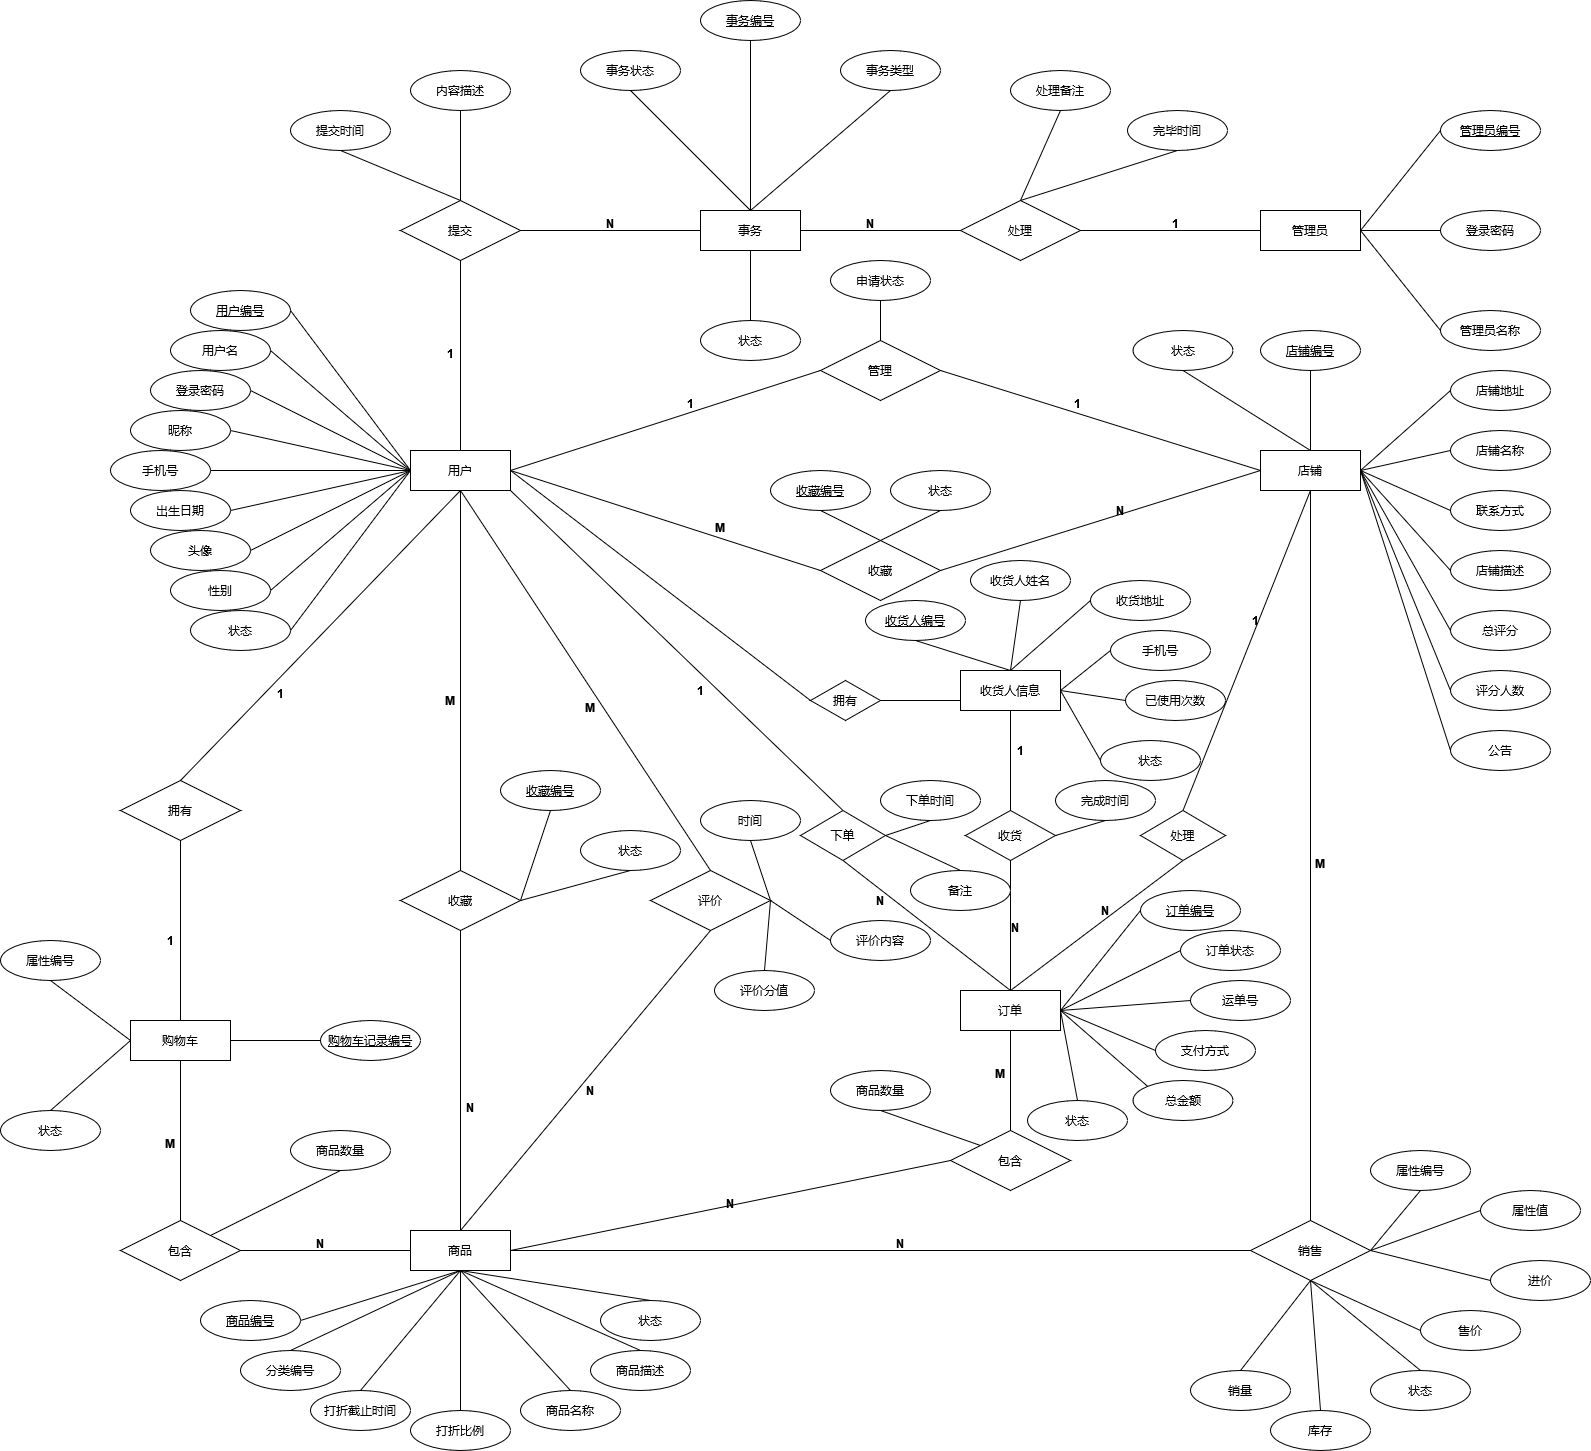 事务编号
事务状态
事务类型
内容描述
处理备注
提交时间
完毕时间
管理员编号
提交
N
事务
N
处理
1
管理员
登录密码
申请状态
用户编号
管理员名称
状态
1
用户名
状态
店铺编号
管理
登录密码
店铺地址
1
1
昵称
店铺名称
手机号
用户
店铺
收藏编号
状态
出生日期
M
N
联系方式
头像
收藏
店铺描述
性别
收货人姓名
收货地址
收货人编号
1
状态
总评分
手机号
1
M
M
1
拥有
收货人信息
已使用次数
评分人数
1
公告
状态
收藏编号
下单时间
完成时间
拥有
时间
下单
收货
处理
状态
M
收藏
评价
N
备注
N
订单编号
N
1
评价内容
订单状态
属性编号
评价分值
运单号
订单
购物车
购物车记录编号
支付方式
M
N
商品数量
总金额
N
状态
状态
M
商品数量
包含
属性编号
N
属性值
包含
N
商品
N
销售
进价
商品编号
状态
售价
分类编号
商品描述
销量
状态
打折截止时间
商品名称
打折比例
库存